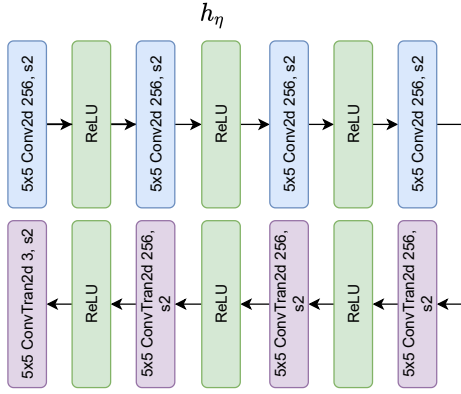 h_η
5x5 Conv2d 256, s2
ReLU
5x5 Conv2d 256, s2
ReLU
5x5 Conv2d 256, s2
ReLU
5x5 Conv2d 256, s2
5x5 ConvTran2d 3, s2
ReLU
5x5 ConvTran2d 256,
s2
ReLU
5x5 ConvTran2d 256,
s2
ReLU
5x5 ConvTran2d 256,
s2